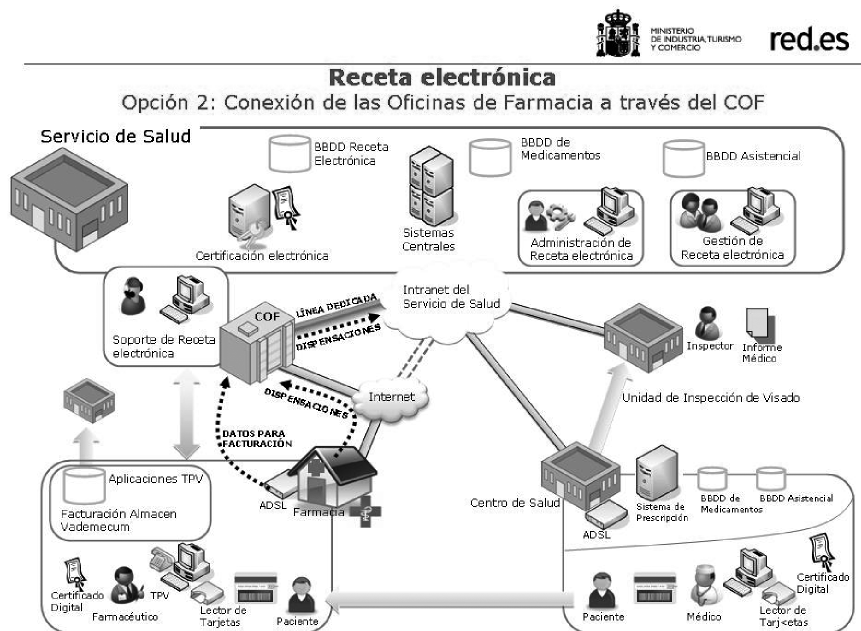 MINISTERIO
DE INDUSTRIA, TURISMO
Y COMERCIO
red.es
Receta electrónica
Opción 2: Conexión de las Oficinas de Farmacia a través del COF
Servicio de Salud
BBDD Receta
Electrónica
BBDD de
Medicamentos
BBDD Asistencial
Certificación electrónica
Sistemas
Centrales
Administración de
Receta electrónica
Gestión de
Receta electrónica
Soporte de Receta
electrónica
COF
LÍNEA DEDICADA
DISPENSACIONES
Intranet del
Servicio de Salud
Inspector
Informe
Médico
Unidad de Inspección de Visado
Internet
DISPENSACIONES
DATOS PARA
FACTURACIÓN
Aplicaciones TPV
Facturación Almacen
Vademecum
ADSL
Farmacia
Centro de Salud
ADSL
Sistema de
Prescripción
BBDD de
Medicamentos
BBDD Asistencial
Certificado
Digital
Farmacéutico
TPV
Lector de
Tarjetas
Paciente
Paciente
Médico
Lector de
Tarj<etas
Certificado
Digital